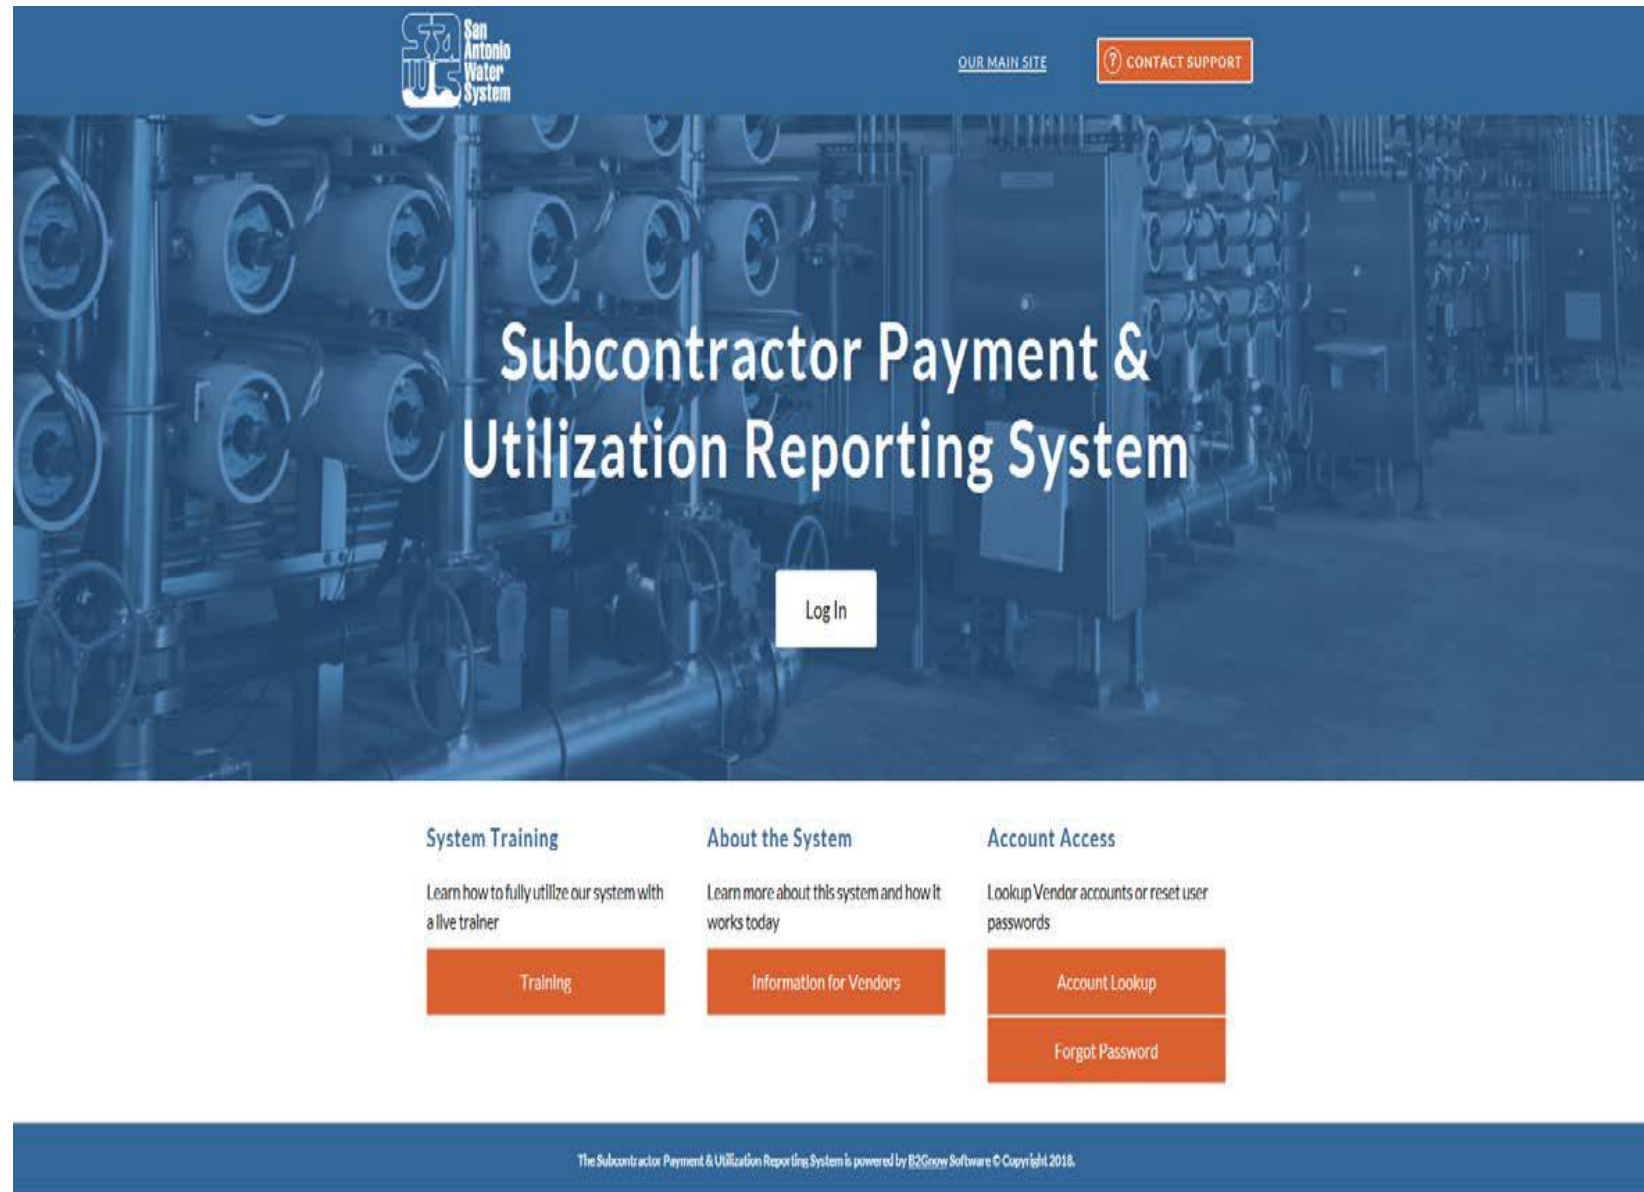 San
Antonio
Water
System
OUR MAIN SITE
? CONTACT SUPPORT
Subcontractor Payment &
Utilization Reporting System
Log In
System Training
About the System
Account Access
Learn how to fully utilize our system with
a live trainer
Learn more about this system and how it
works today
Lookup Vendor accounts or reset user
passwords
Training
Information for Vendors
Account Lookup
Forgot Password
The Subcontractor Payment & Utilization Reporting System is powered by B2Gnow Software © Copyright 2018.